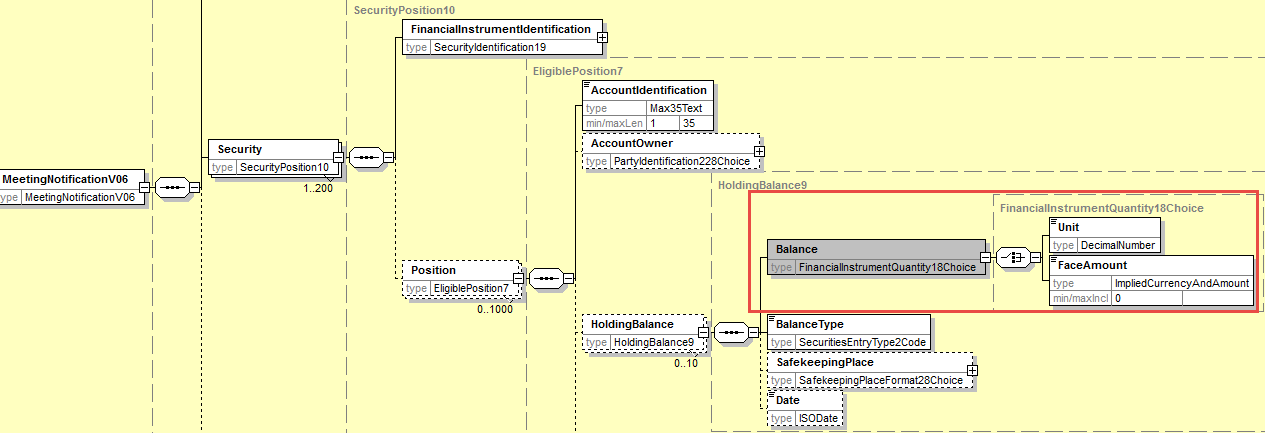 SecurityPosition10
FinancialInstrumentIdentification
type SecurityIdentification19
EligiblePosition7
AccountIdentification
type Max35Text
min/maxLen 1 35
AccountOwner
type PartyIdentification228Choice
Security
type SecurityPosition10
1..200
MeetingNotificationV06
type MeetingNotificationV06
HoldingBalance9
FinancialInstrumentQuantity18Choice
Unit
type DecimalNumber
Balance
type FinancialInstrumentQuantity18Choice
FaceAmount
type ImpliedCurrencyAndAmount
min/maxIncl 0
Position
type EligiblePosition7
0..1000
HoldingBalance
type HoldingBalance9
0..10
BalanceType
type SecuritiesEntryType2Code
SafekeepingPlace
type SafekeepingPlaceFormat28Choice
Date
type ISODate